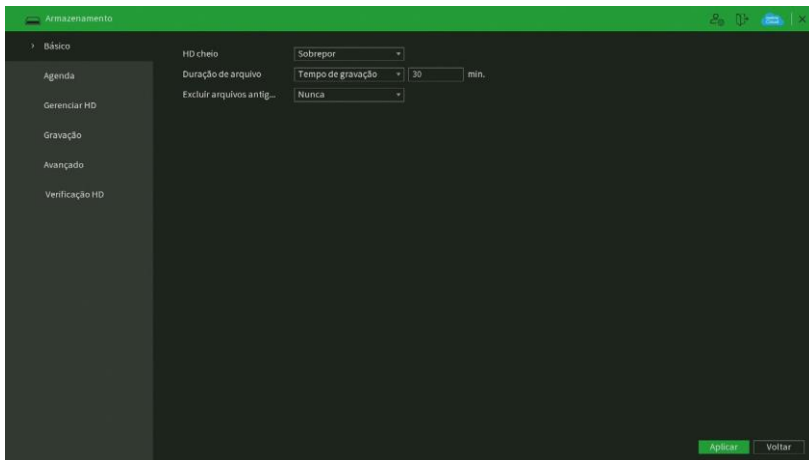 Armazenamento
Básico
HD cheio Sobrepor
Agenda
Duração de arquivo Tempo de gravação 30 min.
Excluir arquivos antig... Nunca
Gerenciar HD
Gravação
Avançado
Verificação HD
Aplicar Voltar